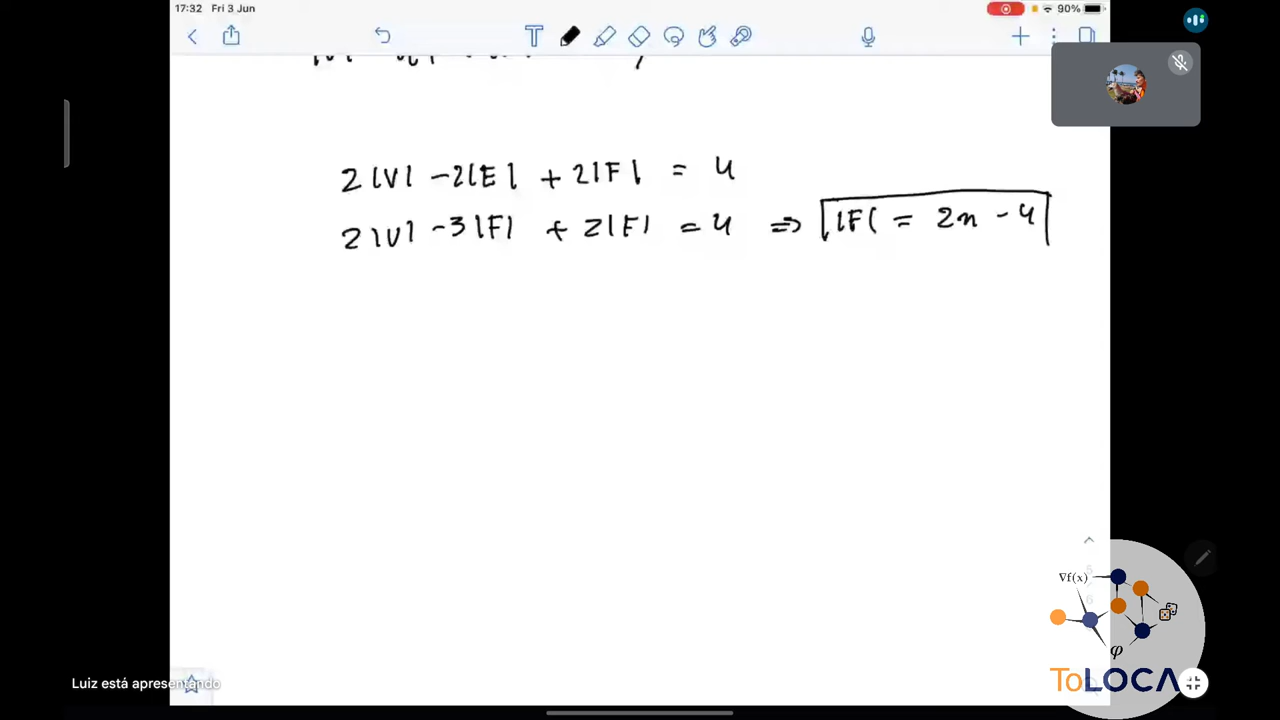 17:32 Fri 3 Jun
90%
T
2|V| - 2|E| + 2|F| = 4
2|V| - 3|F| + 2|F| = 4 ⇒ |F| = 2n - 4
∇f(x)
φ
ToLOCA
Luiz está apresentando